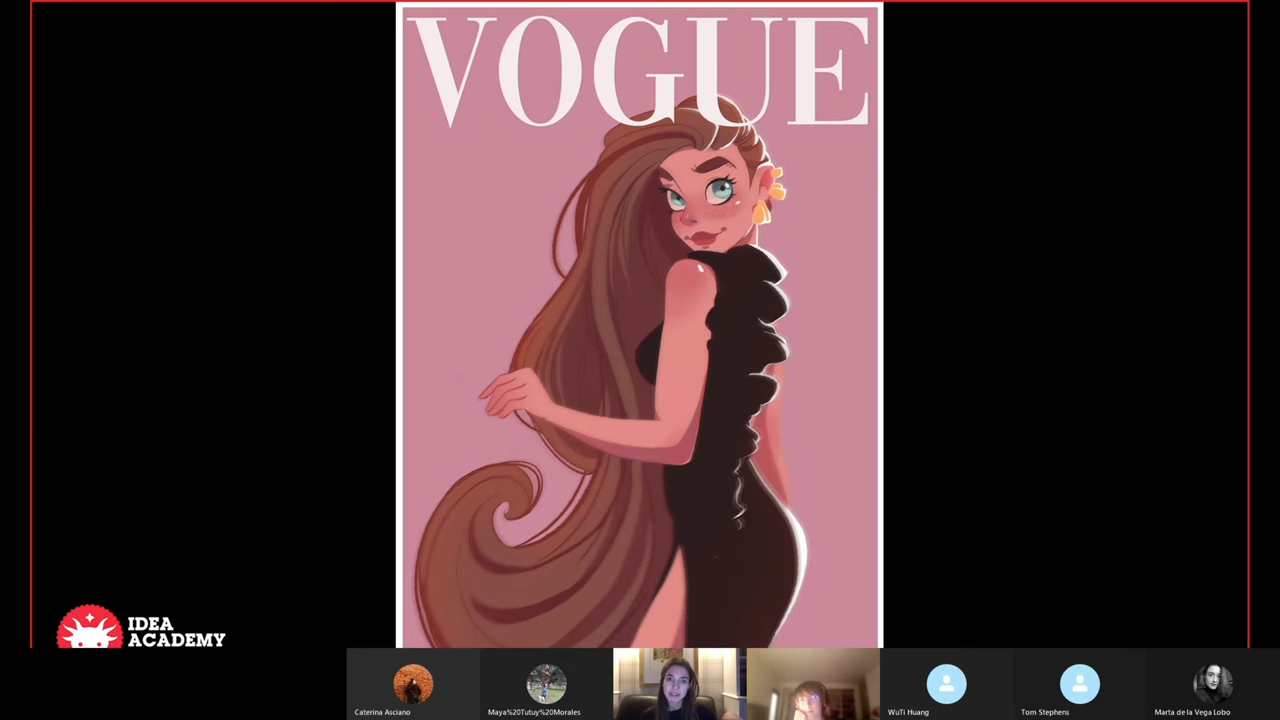 VOGUE
IDEA
ACADEMY
Caterina Asciano
Maya%20Tutuy%20Morales
WuTi Huang
Tom Stephens
Marta de la Vega Lobo